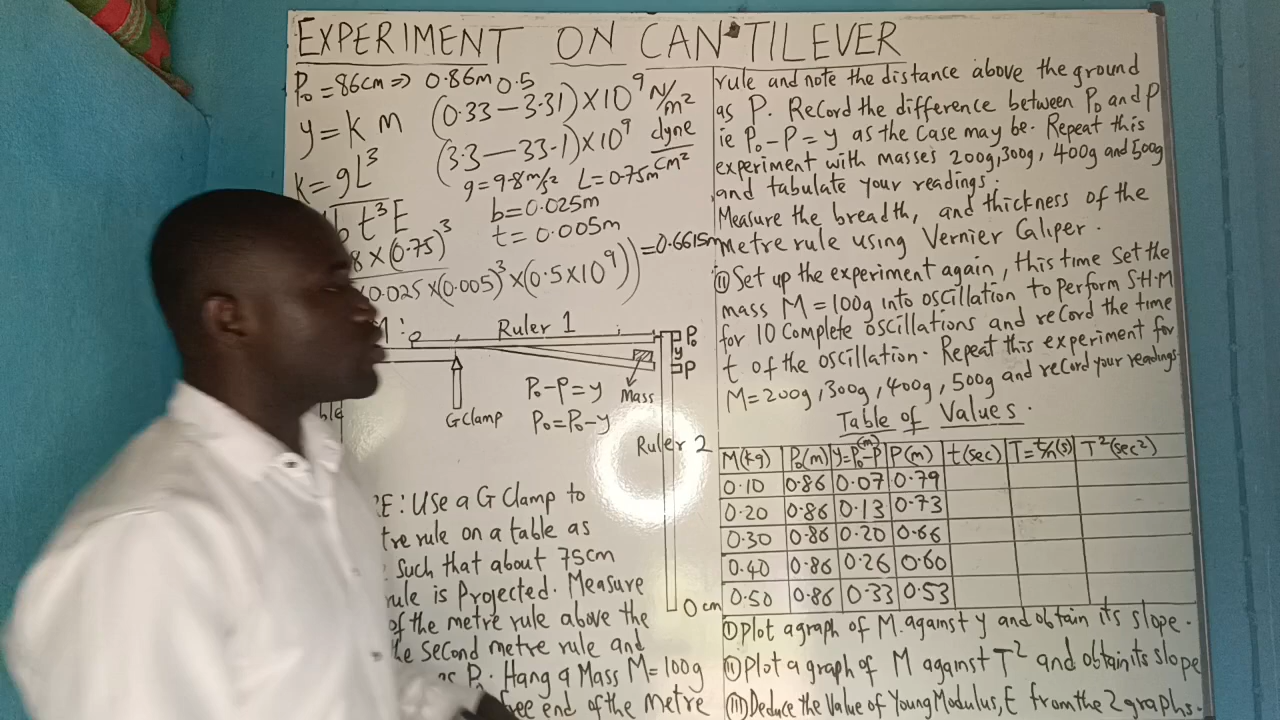 EXPERIMENT ON CANTILEVER
P₀ = 86cm ⇒ 0.86m 0.5
y = K M (0.33 — 3.31) × 10⁹ N/m²
(3.3 — 33.1) × 10⁹ dyne/cm²
K = gL³
g = 9.8m/s² L = 0.75m
b t³E
b = 0.025m
t = 0.005m
8 × (0.75)³
0.025 × (0.005)³ × (0.5 × 10⁹)) = 0.6615m
M :
Ruler 1
P₀
y
P
P₀ - P = y
Mass
G Clamp
P₀ = P₀ - y
ble
Ruler 2
0 cm
E : Use a G Clamp to
tre rule on a table as
such that about 75cm
rule is Projected. Measure
of the metre rule above the
he second metre rule and
as P₀. Hang a Mass M = 100g
ree end of the metre
rule and note the distance above the ground
as P. Record the difference between P₀ and P
ie P₀ - P = y as the Case may be. Repeat this
experiment with masses 200g, 300g, 400g and 500g
and tabulate your readings.
Measure the breadth, and thickness of the
metre rule using Vernier Caliper.
(ii) Set up the experiment again, this time set the
mass M = 100g into oscillation to perform S.H.M
for 10 Complete oscillations and record the time
t of the oscillation. Repeat this experiment for
M = 200g, 300g, 400g, 500g and record your readings.
Table of Values.
M(kg) P₀(m) y=P₀-P (m) P(m) t(sec) T=t/n(s) T²(sec²)
0.10 0.86 0.07 0.79
0.20 0.86 0.13 0.73
0.30 0.86 0.20 0.66
0.40 0.86 0.26 0.60
0.50 0.86 0.33 0.53
(i) Plot a graph of M. against y and obtain its slope.
(ii) Plot a graph of M against T² and obtain its slope
(iii) Deduce the Value of Young Modulus, E from the 2 graphs.